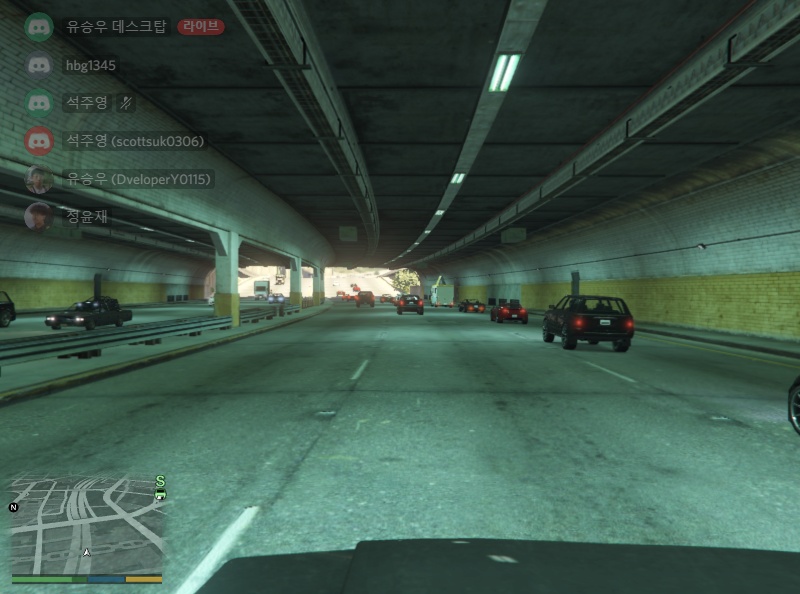 유승우 데스크탑 라이브
hbg1345
석주영
석주영 (scottsuk0306)
유승우 (DveloperY0115)
정윤재
S
N